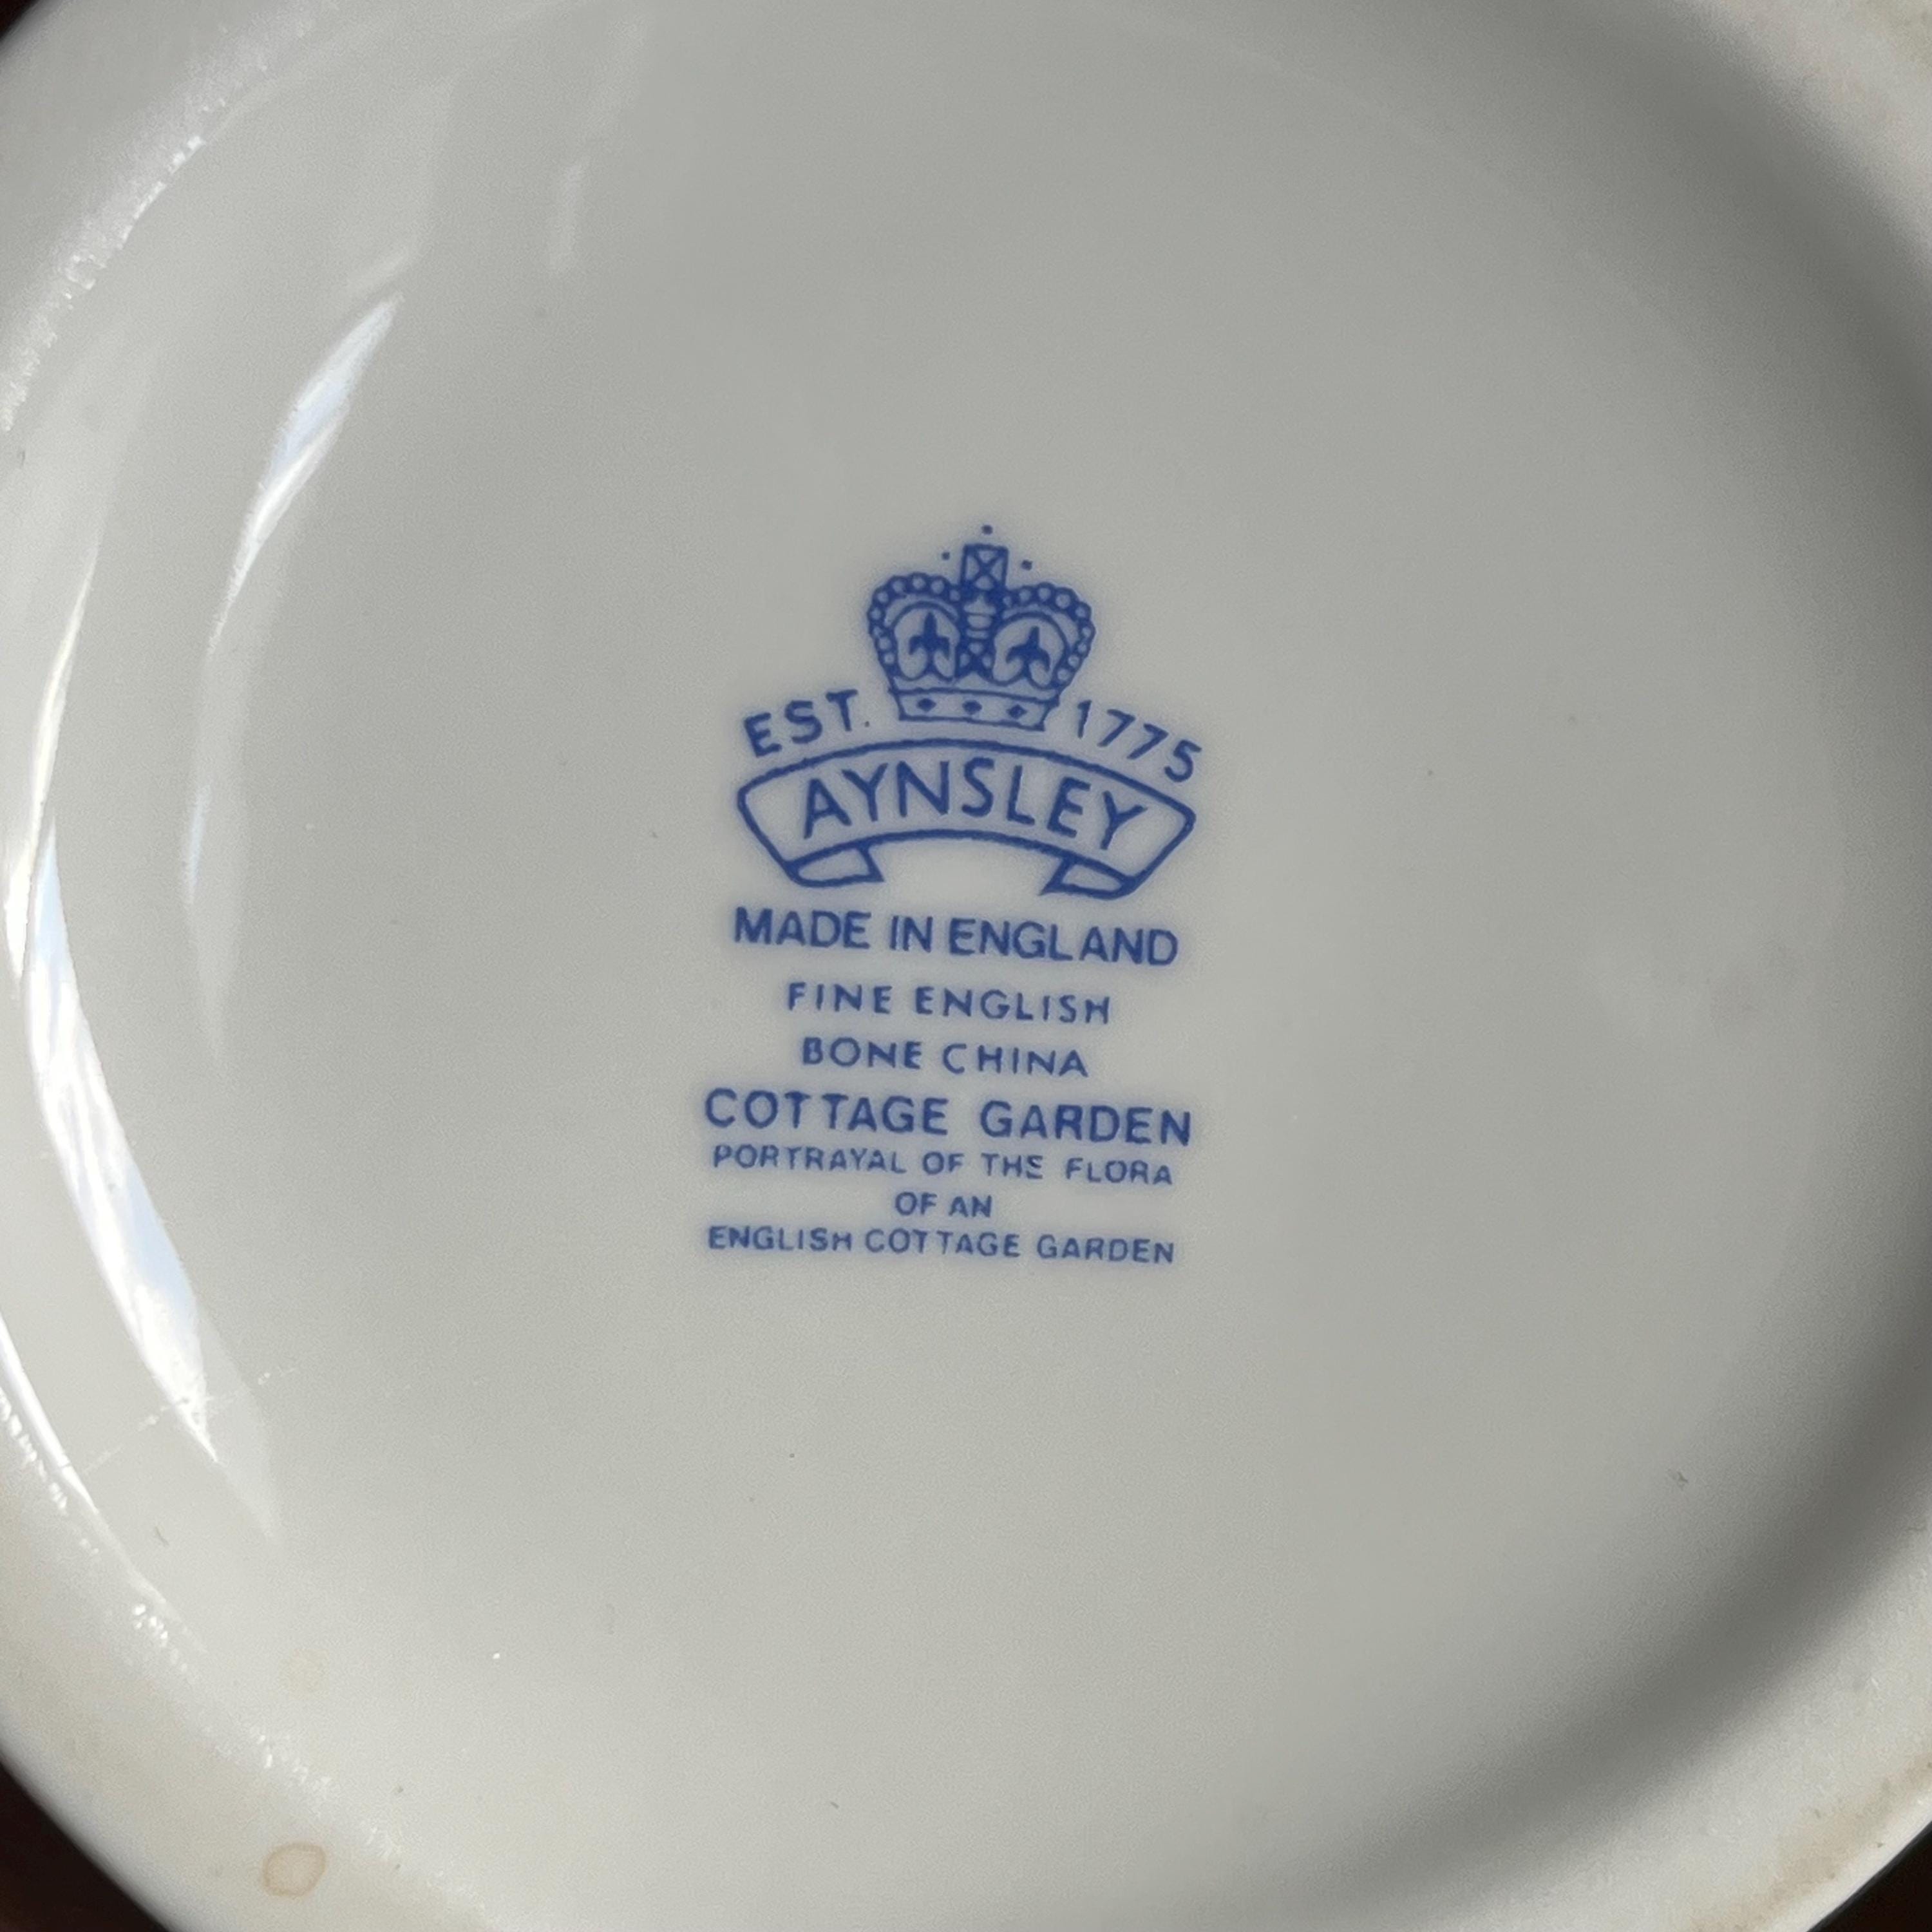 EST. 1775
AYNSLEY
MADE IN ENGLAND
FINE ENGLISH
BONE CHINA
COTTAGE GARDEN
PORTRAYAL OF THE FLORA
OF AN
ENGLISH COTTAGE GARDEN